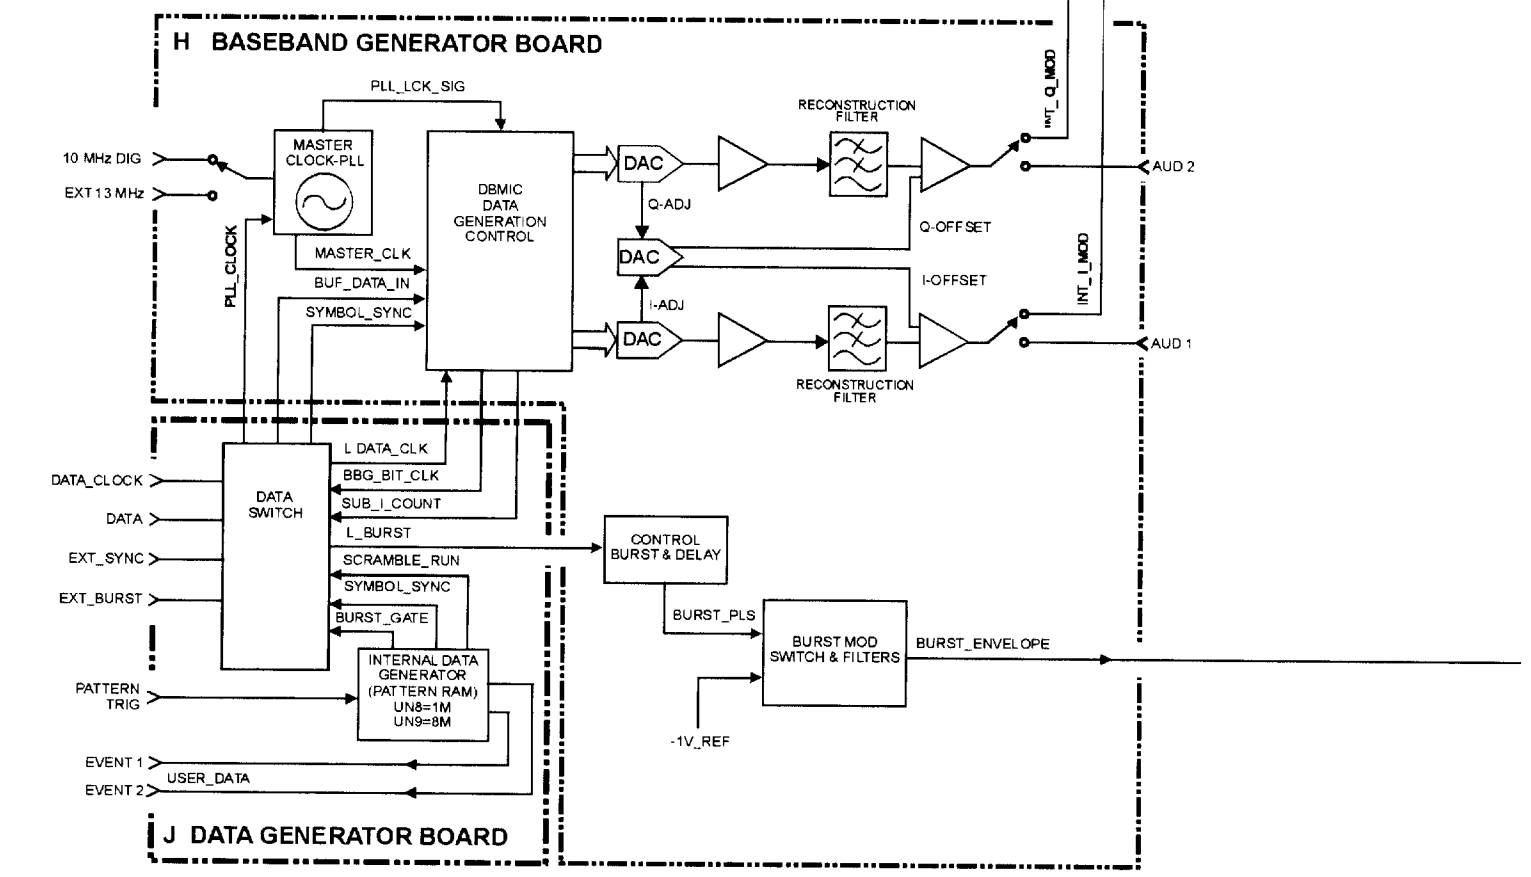 H BASEBAND GENERATOR BOARD
PLL_LCK_SIG
INT_Q_MOD
RECONSTRUCTION
FILTER
MASTER
CLOCK-PLL
10 MHz DIG
EXT 13 MHz
DBMIC
DATA
GENERATION
CONTROL
DAC
AUD 2
Q-ADJ
Q-OFFSET
PLL_CLOCK
MASTER_CLK
DAC
INT_I_MOD
BUF_DATA_IN
I-OFFSET
SYMBOL_SYNC
I-ADJ
DAC
AUD 1
RECONSTRUCTION
FILTER
L DATA_CLK
BBG_BIT_CLK
DATA_CLOCK
DATA
SWITCH
SUB_I_COUNT
DATA
L_BURST
CONTROL
BURST & DELAY
EXT_SYNC
SCRAMBLE_RUN
SYMBOL_SYNC
EXT_BURST
BURST_GATE
BURST_PLS
BURST MOD
SWITCH & FILTERS
BURST_ENVELOPE
INTERNAL DATA
GENERATOR
(PATTERN RAM)
UN8=1M
UN9=8M
PATTERN
TRIG
-1V_REF
EVENT 1
USER_DATA
EVENT 2
J DATA GENERATOR BOARD